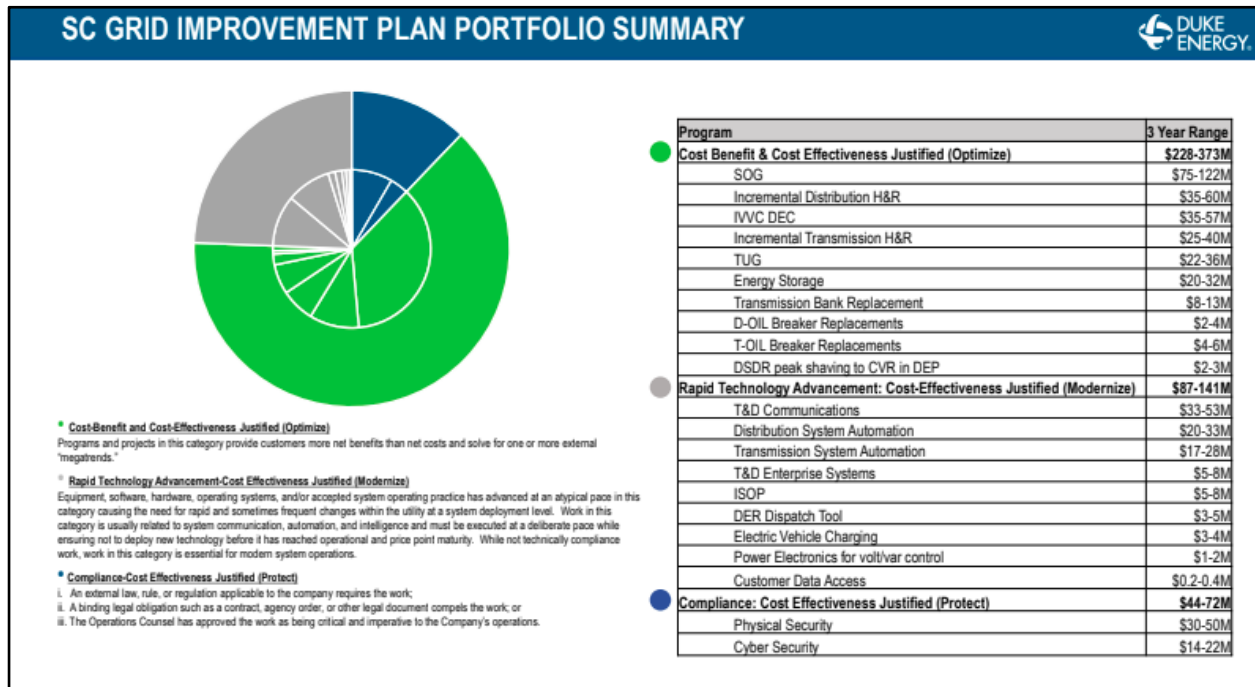 SC GRID IMPROVEMENT PLAN PORTFOLIO SUMMARY
DUKE
ENERGY®
• Cost-Benefit and Cost-Effectiveness Justified (Optimize)
Programs and projects in this category provide customers more net benefits than net costs and solve for one or more external
"megatrends."
• Rapid Technology Advancement-Cost Effectiveness Justified (Modernize)
Equipment, software, hardware, operating systems, and/or accepted system operating practice has advanced at an atypical pace in this
category causing the need for rapid and sometimes frequent changes within the utility at a system deployment level. Work in this
category is usually related to system communication, automation, and intelligence and must be executed at a deliberate pace while
ensuring not to deploy new technology before it has reached operational and price point maturity. While not technically compliance
work, work in this category is essential for modern system operations.
• Compliance-Cost Effectiveness Justified (Protect)
i. An external law, rule, or regulation applicable to the company requires the work;
ii. A binding legal obligation such as a contract, agency order, or other legal document compels the work; or
iii. The Operations Counsel has approved the work as being critical and imperative to the Company's operations.
Program 3 Year Range
Cost Benefit & Cost Effectiveness Justified (Optimize) $228-373M
SOG $75-122M
Incremental Distribution H&R $35-60M
IVVC DEC $35-57M
Incremental Transmission H&R $25-40M
TUG $22-36M
Energy Storage $20-32M
Transmission Bank Replacement $8-13M
D-OIL Breaker Replacements $2-4M
T-OIL Breaker Replacements $4-6M
DSDR peak shaving to CVR in DEP $2-3M
Rapid Technology Advancement: Cost-Effectiveness Justified (Modernize) $87-141M
T&D Communications $33-53M
Distribution System Automation $20-33M
Transmission System Automation $17-28M
T&D Enterprise Systems $5-8M
ISOP $5-8M
DER Dispatch Tool $3-5M
Electric Vehicle Charging $3-4M
Power Electronics for volt/var control $1-2M
Customer Data Access $0.2-0.4M
Compliance: Cost Effectiveness Justified (Protect) $44-72M
Physical Security $30-50M
Cyber Security $14-22M